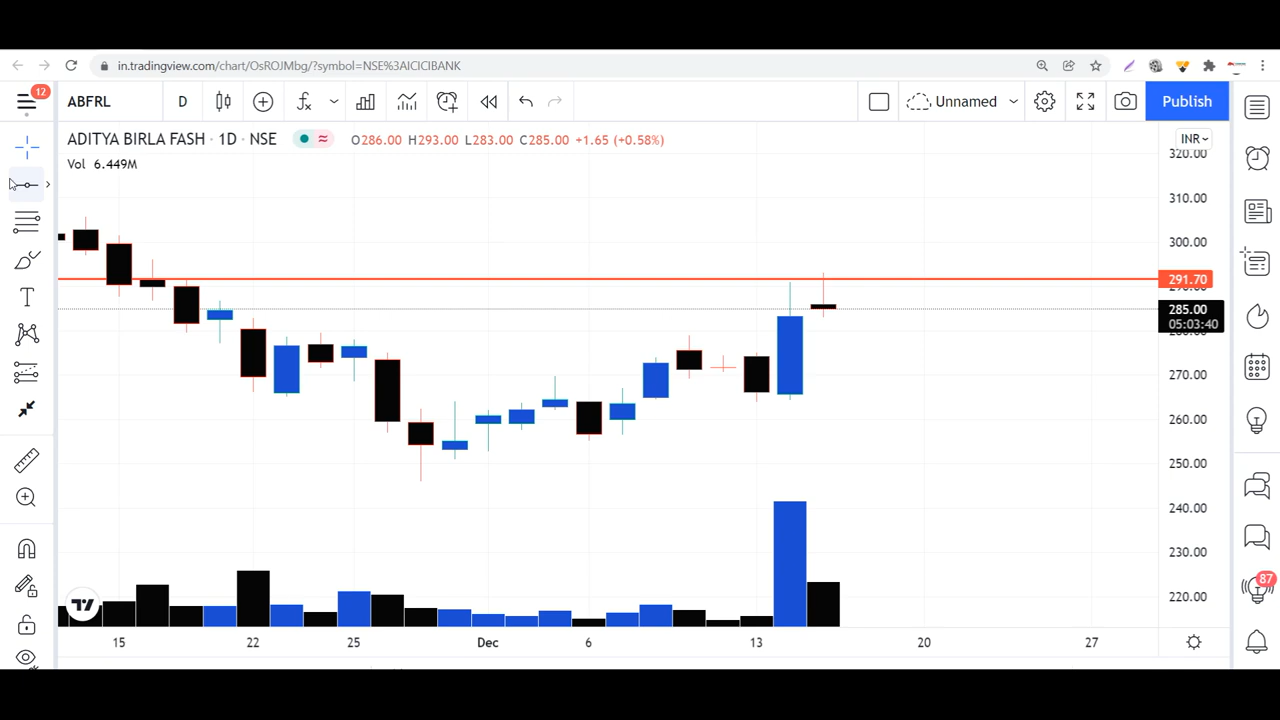 in.tradingview.com/chart/OsROJMbg/?symbol=NSE%3AICICIBANK
12
ABFRL
D
Unnamed
Publish
ADITYA BIRLA FASH · 1D · NSE
O286.00 H293.00 L283.00 C285.00 +1.65 (+0.58%)
INR
Vol 6.449M
320.00
310.00
300.00
291.70
285.00
05:03:40
270.00
260.00
250.00
240.00
230.00
220.00
87
15 22 25 Dec 6 13 20 27